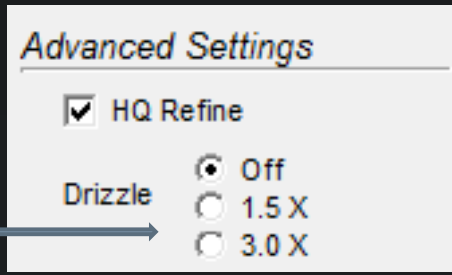 Advanced Settings
HQ Refine
Drizzle
Off
1.5 X
3.0 X